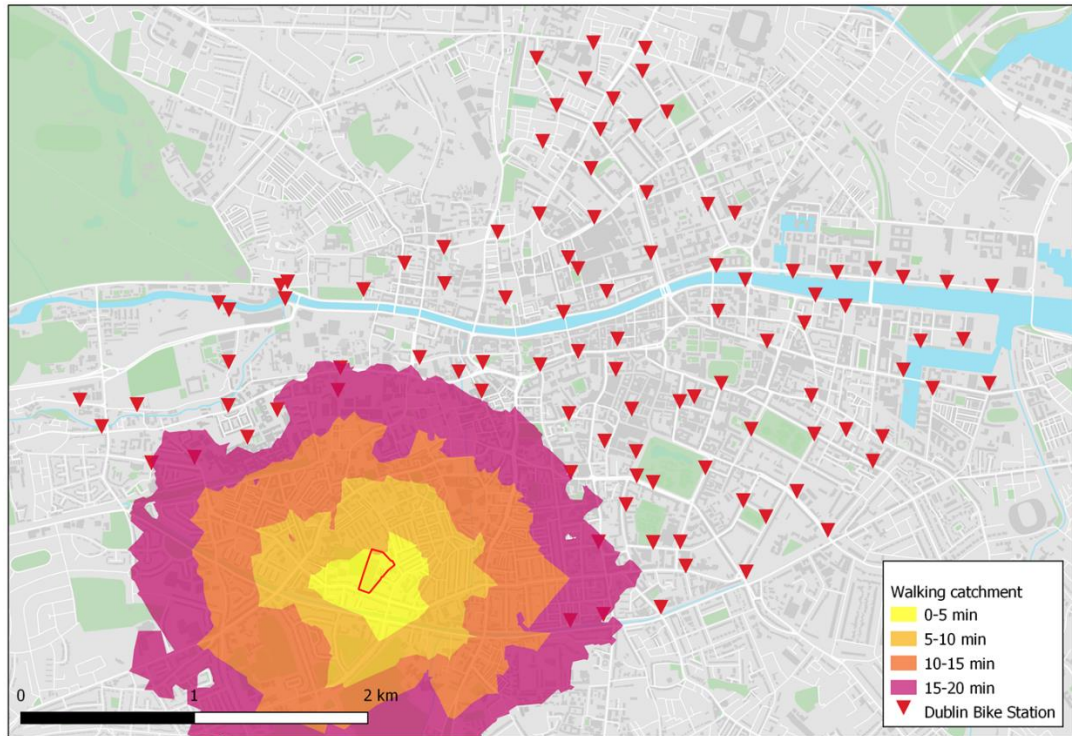 Walking catchment
0-5 min
5-10 min
10-15 min
15-20 min
Dublin Bike Station
0 1 2 km